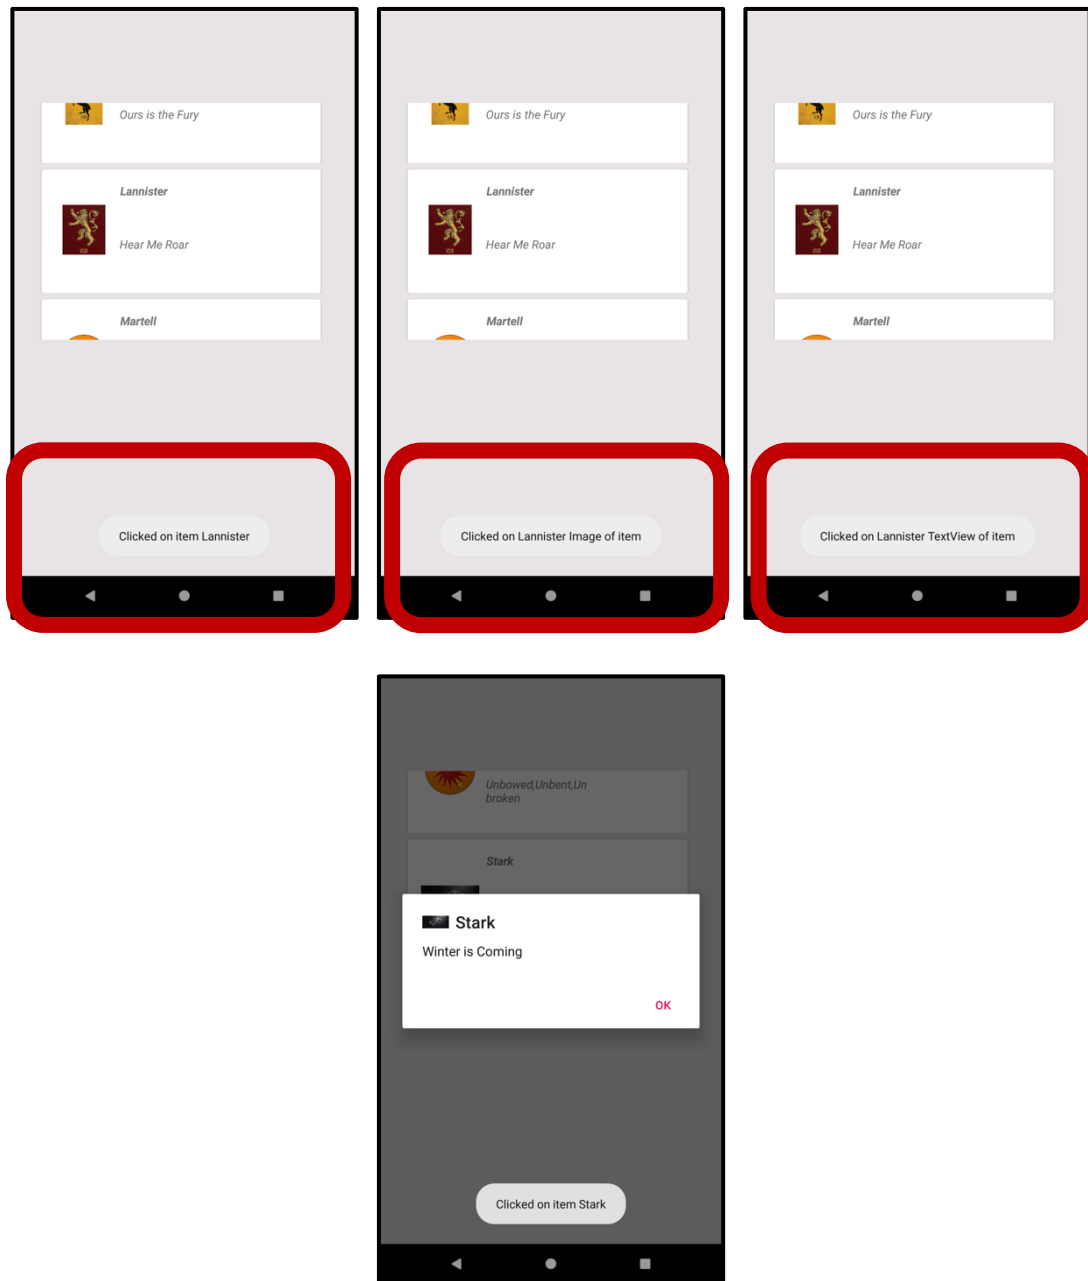 Ours is the Fury
Lannister
Hear Me Roar
Martell
Clicked on item Lannister
Ours is the Fury
Lannister
Hear Me Roar
Martell
Clicked on Lannister Image of item
Ours is the Fury
Lannister
Hear Me Roar
Martell
Clicked on Lannister TextView of item
Unbowed,Unbent,Un
broken
Stark
Stark
Winter is Coming
OK
Clicked on item Stark